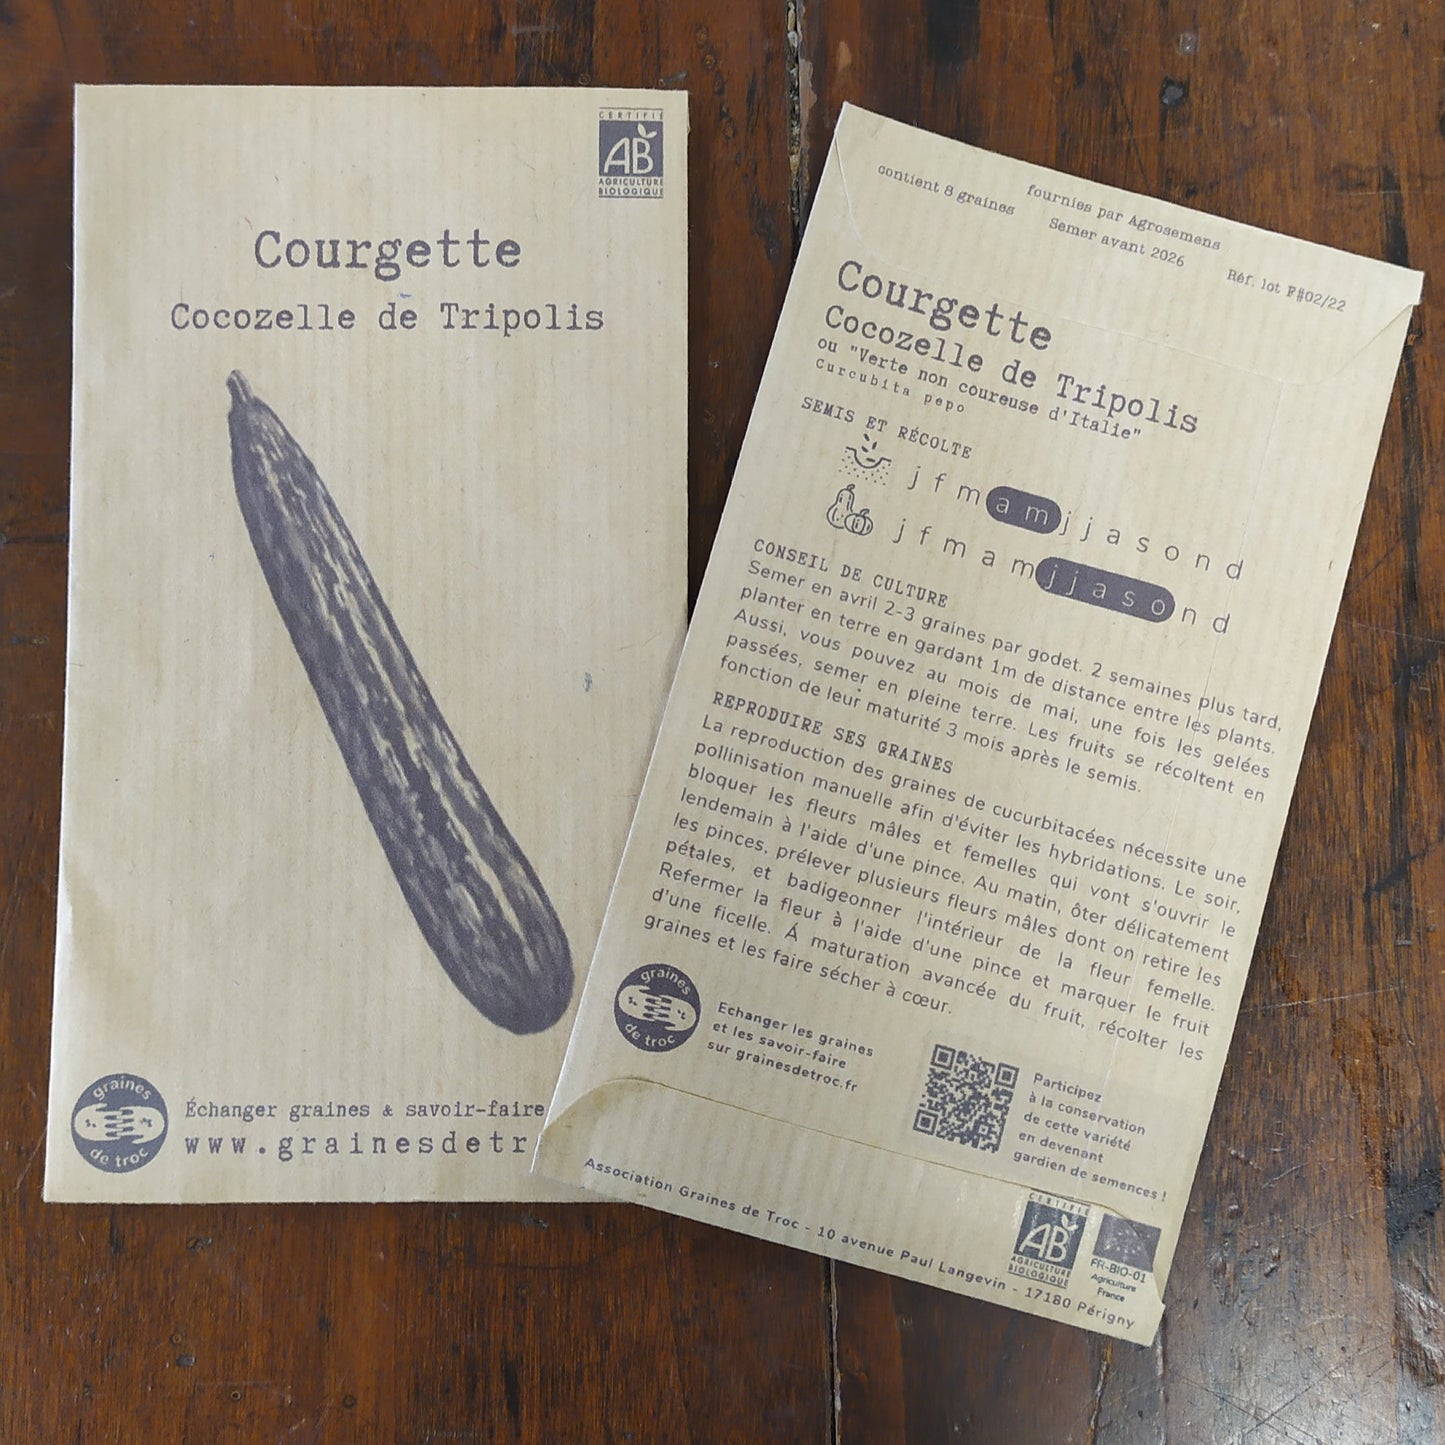 CERTIFIÉ
AB
AGRICULTURE
BIOLOGIQUE
Courgette
Cocozelle de Tripolis
graines
de troc
Échanger graines & savoir-faire
www.grainesdetr
contient 8 graines
fournies par Agrosemens
Semer avant 2026
Réf. lot F#02/22
Courgette
Cocozelle de Tripolis
ou "Verte non coureuse d'Italie"
Curcubita pepo
SEMIS ET RÉCOLTE
j f m a m j j a s o n d
j f m a m j j a s o n d
CONSEIL DE CULTURE
Semer en avril 2-3 graines par godet. 2 semaines plus tard,
planter en terre en gardant 1m de distance entre les plants.
Aussi, vous pouvez au mois de mai, une fois les gelées
passées, semer en pleine terre. Les fruits se récoltent en
fonction de leur maturité 3 mois après le semis.
REPRODUIRE SES GRAINES
La reproduction des graines de cucurbitacées nécessite une
pollinisation manuelle afin d'éviter les hybridations. Le soir,
bloquer les fleurs mâles et femelles qui vont s'ouvrir le
lendemain à l'aide d'une pince. Au matin, ôter délicatement
les pinces, prélever plusieurs fleurs mâles dont on retire les
pétales, et badigeonner l'intérieur de la fleur femelle.
Refermer la fleur à l'aide d'une pince et marquer le fruit
d'une ficelle. Á maturation avancée du fruit, récolter les
graines et les faire sécher à cœur.
graines
de troc
Echanger les graines
et les savoir-faire
sur grainesdetroc.fr
Participez
à la conservation
de cette variété
en devenant
gardien de semences !
Association Graines de Troc - 10 avenue Paul Langevin - 17180 Périgny
CERTIFIÉ
AB
AGRICULTURE
BIOLOGIQUE
FR-BIO-01
Agriculture
France